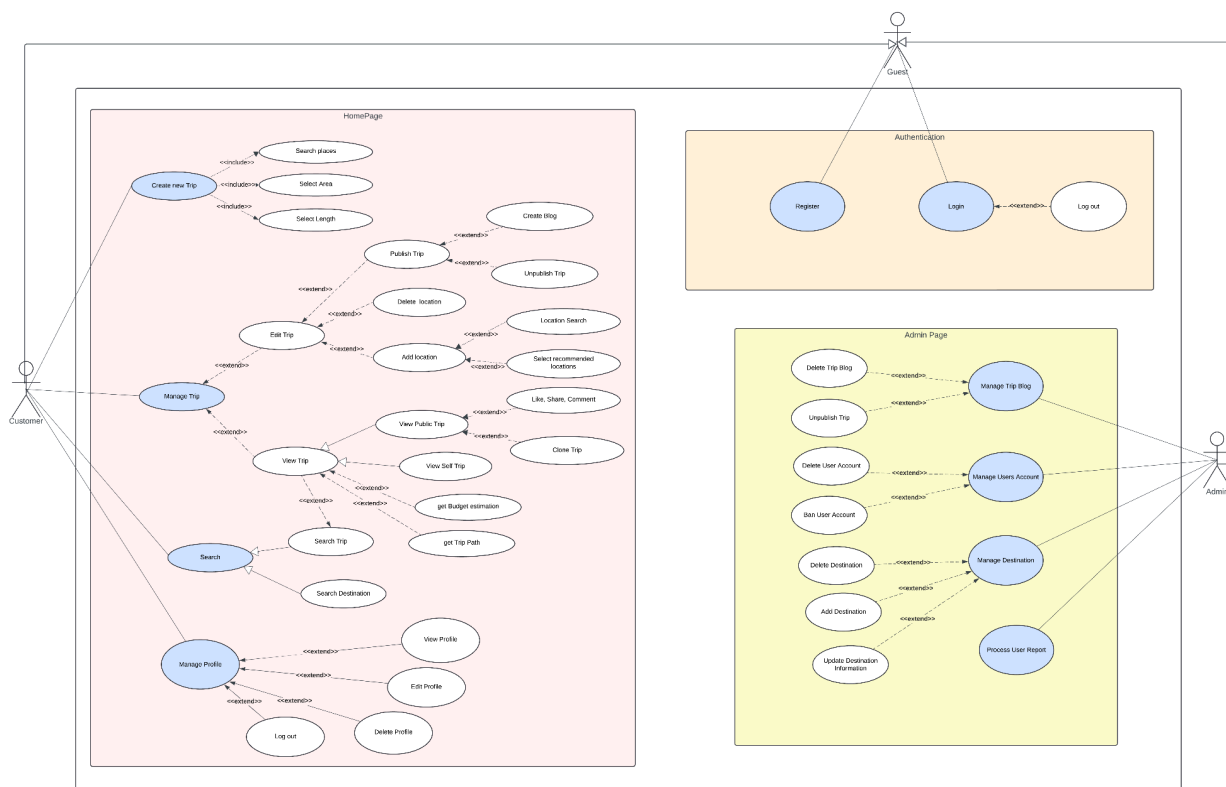 Guest
HomePage
Search places
<<include>>
Create new Trip
<<include>>
Select Area
<<include>>
Select Length
Create Blog
<<extend>>
Publish Trip
<<extend>>
Unpublish Trip
<<extend>>
Delete location
<<extend>>
Edit Trip
Location Search
<<extend>>
<<extend>>
Add location
Select recommended
locations
<<extend>>
<<extend>>
Customer
Manage Trip
Like, Share, Comment
<<extend>>
View Public Trip
<<extend>>
Clone Trip
<<extend>>
View Trip
View Self Trip
<<extend>>
<<extend>>
<<extend>>
get Budget estimation
get Trip Path
Search Trip
Search
Search Destination
View Profile
<<extend>>
Manage Profile
<<extend>>
Edit Profile
<<extend>>
<<extend>>
Delete Profile
Log out
Authentication
Register
Login
<<extend>>
Log out
Admin Page
Delete Trip Blog
<<extend>>
Manage Trip Blog
<<extend>>
Unpublish Trip
Delete User Account
<<extend>>
Manage Users Account
<<extend>>
Ban User Account
Admin
Delete Destination
<<extend>>
Manage Destination
<<extend>>
Add Destination
<<extend>>
Update Destination
Information
Process User Report